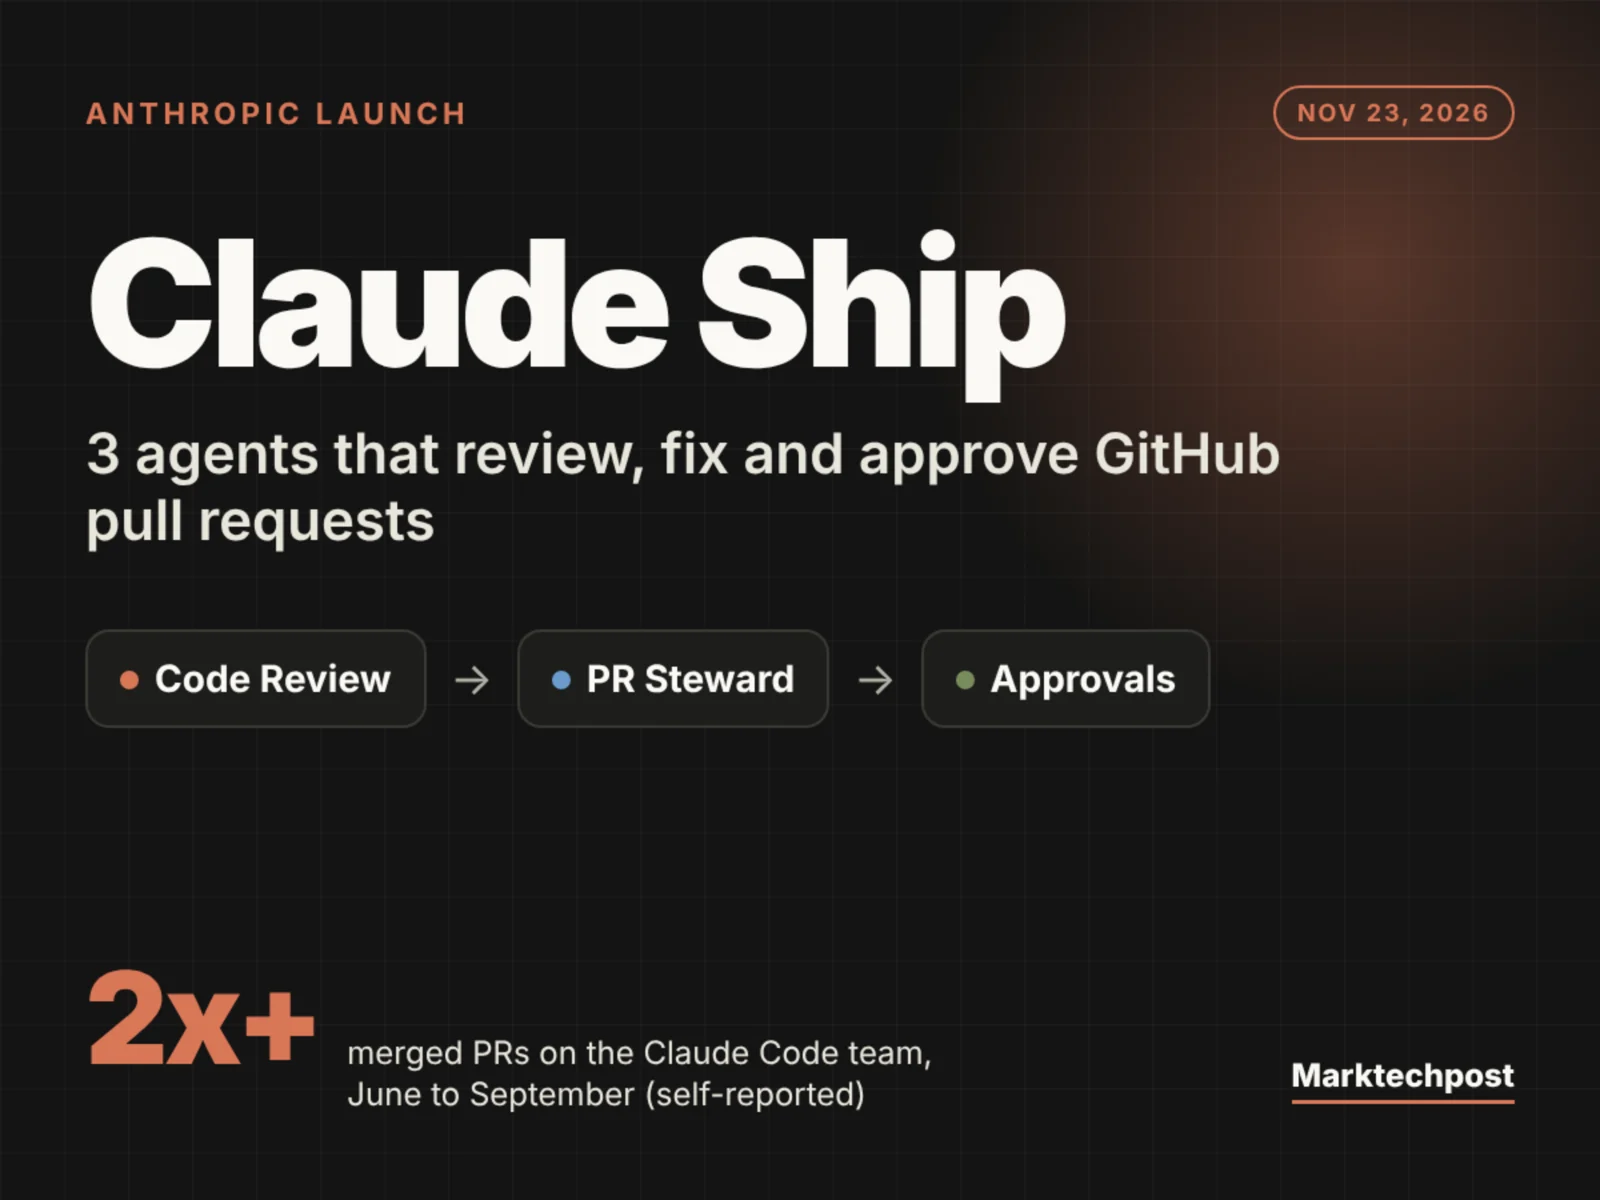 ANTHROPIC LAUNCH
NOV 23, 2026
Claude Ship
3 agents that review, fix and approve GitHub
pull requests
Code Review → PR Steward → Approvals
2x+
merged PRs on the Claude Code team,
June to September (self-reported)
Marktechpost